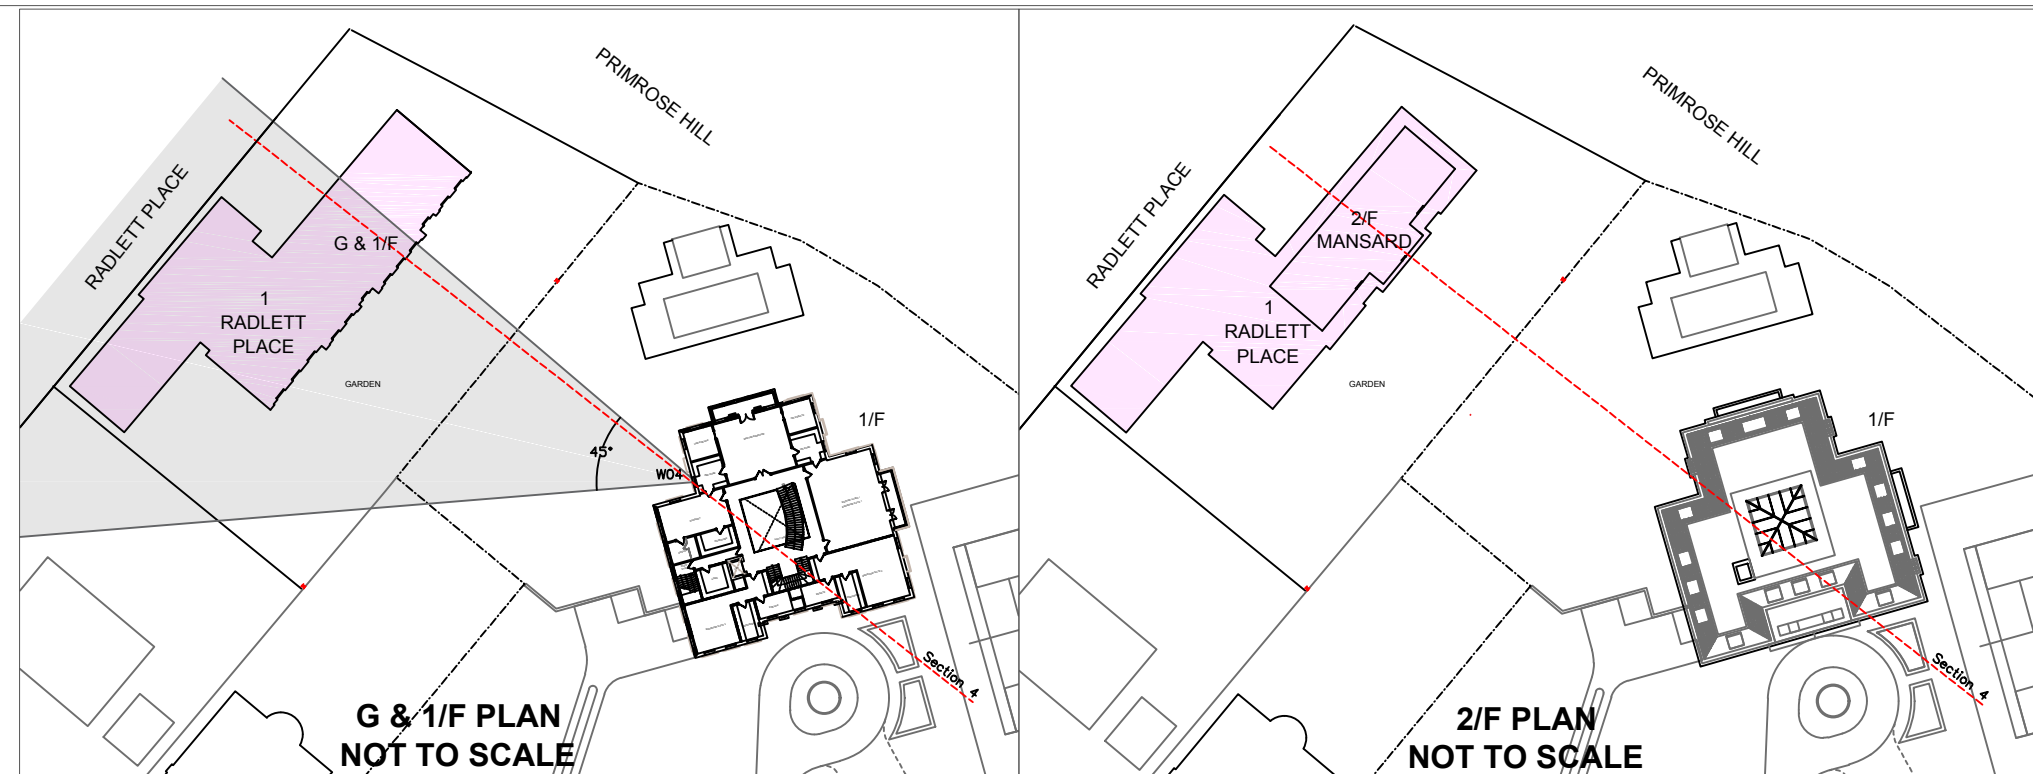 PRIMROSE HILL
RADLETT PLACE
G & 1/F
1
RADLETT
PLACE
GARDEN
45°
W04
1/F
Section 4
G & 1/F PLAN
NOT TO SCALE
PRIMROSE HILL
RADLETT PLACE
2/F
MANSARD
1
RADLETT
PLACE
GARDEN
1/F
Section 4
2/F PLAN
NOT TO SCALE